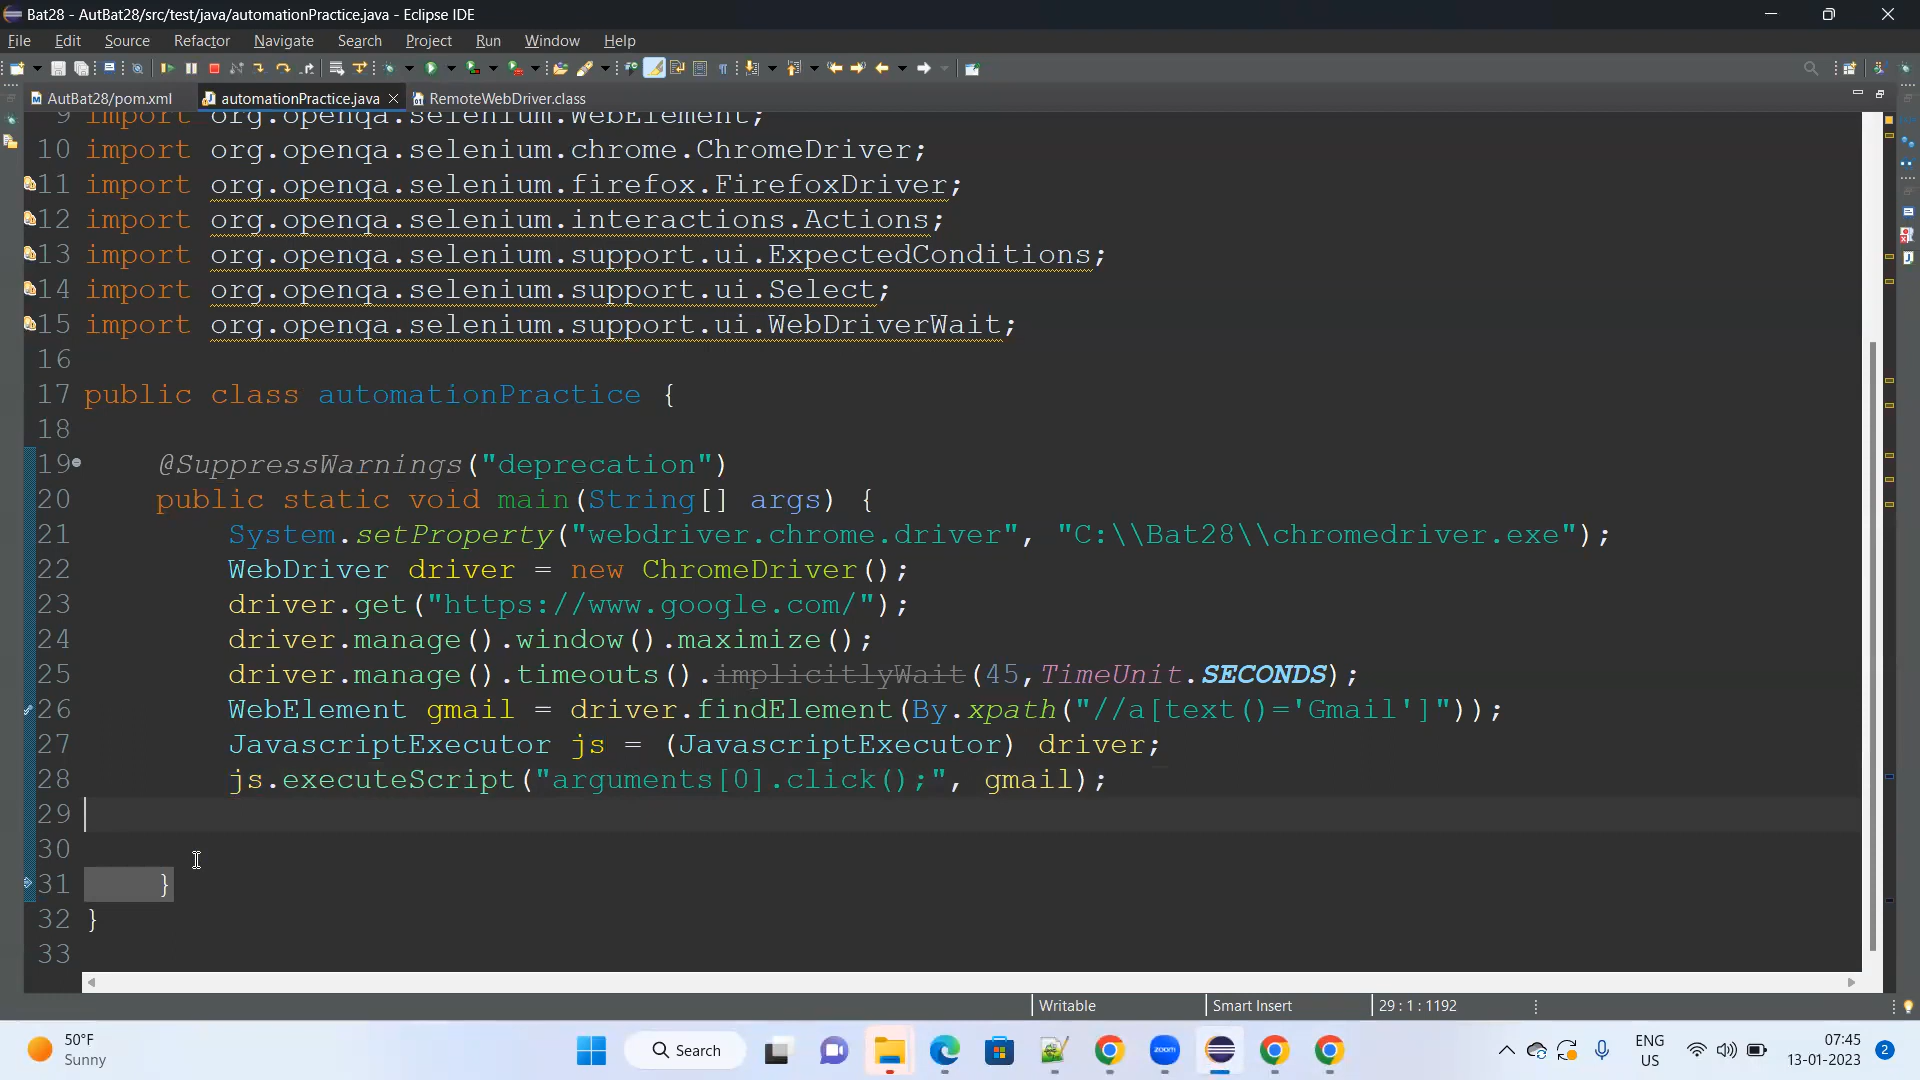 Bat28 - AutBat28/src/test/java/automationPractice.java - Eclipse IDE
File Edit Source Refactor Navigate Search Project Run Window Help
AutBat28/pom.xml automationPractice.java RemoteWebDriver.class
9 import org.openqa.selenium.WebElement;
10 import org.openqa.selenium.chrome.ChromeDriver;
11 import org.openqa.selenium.firefox.FirefoxDriver;
12 import org.openqa.selenium.interactions.Actions;
13 import org.openqa.selenium.support.ui.ExpectedConditions;
14 import org.openqa.selenium.support.ui.Select;
15 import org.openqa.selenium.support.ui.WebDriverWait;
16
17 public class automationPractice {
18
19 @SuppressWarnings("deprecation")
20 public static void main(String[] args) {
21 System.setProperty("webdriver.chrome.driver", "C:\\Bat28\\chromedriver.exe");
22 WebDriver driver = new ChromeDriver();
23 driver.get("https://www.google.com/");
24 driver.manage().window().maximize();
25 driver.manage().timeouts().implicitlyWait(45,TimeUnit.SECONDS);
26 WebElement gmail = driver.findElement(By.xpath("//a[text()='Gmail']"));
27 JavascriptExecutor js = (JavascriptExecutor) driver;
28 js.executeScript("arguments[0].click();", gmail);
29
30
31 }
32 }
33
Writable Smart Insert 29 : 1 : 1192
50°F
Sunny
Search
zoom
ENG
US
07:45
13-01-2023
2